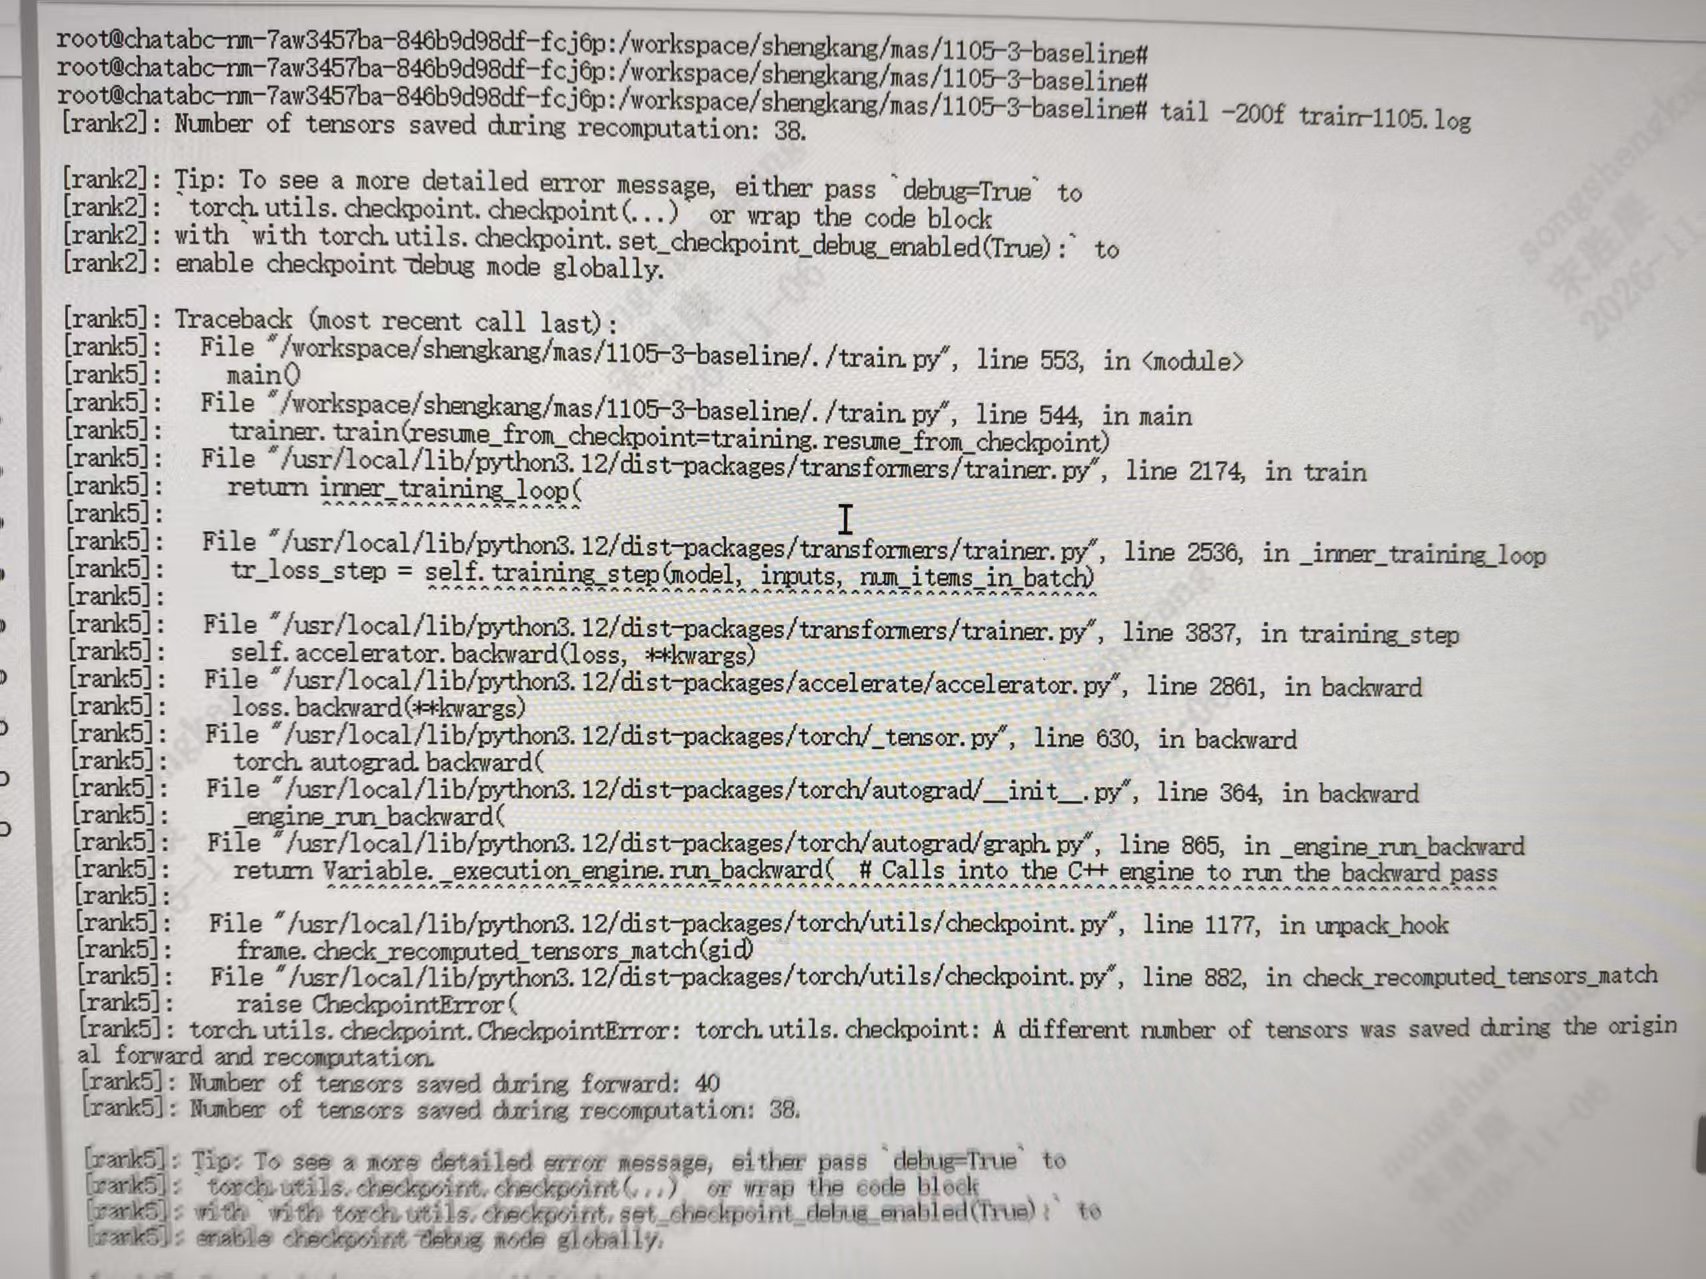 root@chatabc-nm-7aw3457ba-846b9d98df-fcj6p:/workspace/shengkang/mas/1105-3-baseline#
root@chatabc-nm-7aw3457ba-846b9d98df-fcj6p:/workspace/shengkang/mas/1105-3-baseline#
root@chatabc-nm-7aw3457ba-846b9d98df-fcj6p:/workspace/shengkang/mas/1105-3-baseline# tail -200f train-1105.log
[rank2]: Number of tensors saved during recomputation: 38.
[rank2]: Tip: To see a more detailed error message, either pass `debug=True` to
[rank2]: `torch.utils.checkpoint.checkpoint(...)` or wrap the code block
[rank2]: with `with torch.utils.checkpoint.set_checkpoint_debug_enabled(True):` to
[rank2]: enable checkpoint debug mode globally.
[rank5]: Traceback (most recent call last):
[rank5]:   File "/workspace/shengkang/mas/1105-3-baseline/./train.py", line 553, in <module>
[rank5]:     main()
[rank5]:   File "/workspace/shengkang/mas/1105-3-baseline/./train.py", line 544, in main
[rank5]:     trainer.train(resume_from_checkpoint=training.resume_from_checkpoint)
[rank5]:   File "/usr/local/lib/python3.12/dist-packages/transformers/trainer.py", line 2174, in train
[rank5]:     return inner_training_loop(
[rank5]:            ^^^^^^^^^^^^^^^^^^^^
[rank5]:   File "/usr/local/lib/python3.12/dist-packages/transformers/trainer.py", line 2536, in _inner_training_loop
[rank5]:     tr_loss_step = self.training_step(model, inputs, num_items_in_batch)
[rank5]:                    ^^^^^^^^^^^^^^^^^^^^^^^^^^^^^^^^^^^^^^^^^^^^^^^^^^^^^
[rank5]:   File "/usr/local/lib/python3.12/dist-packages/transformers/trainer.py", line 3837, in training_step
[rank5]:     self.accelerator.backward(loss, **kwargs)
[rank5]:   File "/usr/local/lib/python3.12/dist-packages/accelerate/accelerator.py", line 2861, in backward
[rank5]:     loss.backward(**kwargs)
[rank5]:   File "/usr/local/lib/python3.12/dist-packages/torch/_tensor.py", line 630, in backward
[rank5]:     torch.autograd.backward(
[rank5]:   File "/usr/local/lib/python3.12/dist-packages/torch/autograd/__init__.py", line 364, in backward
[rank5]:     _engine_run_backward(
[rank5]:   File "/usr/local/lib/python3.12/dist-packages/torch/autograd/graph.py", line 865, in _engine_run_backward
[rank5]:     return Variable._execution_engine.run_backward(  # Calls into the C++ engine to run the backward pass
[rank5]:            ^^^^^^^^^^^^^^^^^^^^^^^^^^^^^^^^^^^^^^^^^^^^^^^^^^^^^^^^^^^^^^^^^^^^^^^^^^^^^^^^^^^^^^^^^^
[rank5]:   File "/usr/local/lib/python3.12/dist-packages/torch/utils/checkpoint.py", line 1177, in unpack_hook
[rank5]:     frame.check_recomputed_tensors_match(gid)
[rank5]:   File "/usr/local/lib/python3.12/dist-packages/torch/utils/checkpoint.py", line 882, in check_recomputed_tensors_match
[rank5]:     raise CheckpointError(
[rank5]: torch.utils.checkpoint.CheckpointError: torch.utils.checkpoint: A different number of tensors was saved during the origin
al forward and recomputation.
[rank5]: Number of tensors saved during forward: 40
[rank5]: Number of tensors saved during recomputation: 38.
[rank5]: Tip: To see a more detailed error message, either pass `debug=True` to
[rank5]: `torch.utils.checkpoint.checkpoint(...)` or wrap the code block
[rank5]: with `with torch.utils.checkpoint.set_checkpoint_debug_enabled(True):` to
[rank5]: enable checkpoint debug mode globally.